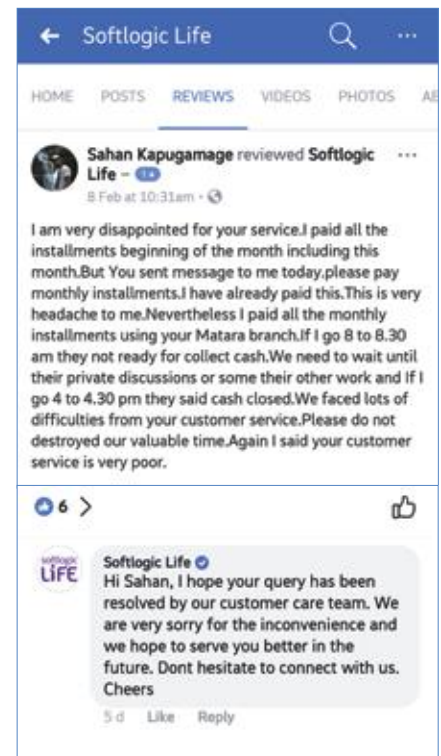 Softlogic Life
HOME POSTS REVIEWS VIDEOS PHOTOS AB
Sahan Kapugamage reviewed Softlogic
Life – 1★
8 Feb at 10:31am
I am very disappointed for your service.I paid all the
installments beginning of the month including this
month.But You sent message to me today.please pay
monthly installments.I have already paid this.This is very
headache to me.Nevertheless I paid all the monthly
installments using your Matara branch.If I go 8 to 8.30
am they not ready for collect cash.We need to wait until
their private discussions or some their other work and If I
go 4 to 4.30 pm they said cash closed.We faced lots of
difficulties from your customer service.Please do not
destroyed our valuable time.Again I said your customer
service is very poor.
6
softlogic
LiFE
Softlogic Life
Hi Sahan, I hope your query has been
resolved by our customer care team. We
are very sorry for the inconvenience and
we hope to serve you better in the
future. Dont hesitate to connect with us.
Cheers
5 d Like Reply